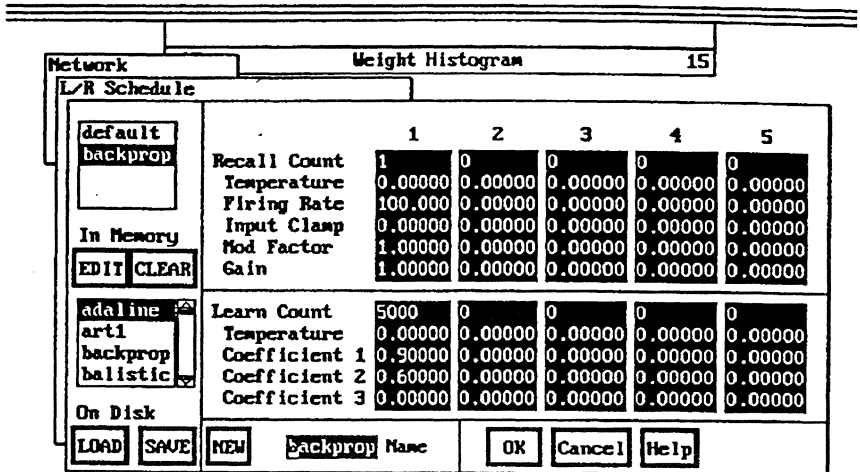 Weight Histogram 15
Network
L/R Schedule
default
backprop
In Memory
EDIT CLEAR
adaline
art1
backprop
balistic
On Disk
LOAD SAVE
1 2 3 4 5
Recall Count 1 0 0 0 0
Temperature 0.00000 0.00000 0.00000 0.00000 0.00000
Firing Rate 100.000 0.00000 0.00000 0.00000 0.00000
Input Clamp 0.00000 0.00000 0.00000 0.00000 0.00000
Mod Factor 1.00000 0.00000 0.00000 0.00000 0.00000
Gain 1.00000 0.00000 0.00000 0.00000 0.00000
Learn Count 5000 0 0 0 0
Temperature 0.00000 0.00000 0.00000 0.00000 0.00000
Coefficient 1 0.90000 0.00000 0.00000 0.00000 0.00000
Coefficient 2 0.60000 0.00000 0.00000 0.00000 0.00000
Coefficient 3 0.00000 0.00000 0.00000 0.00000 0.00000
NEW backprop Name OK Cancel Help